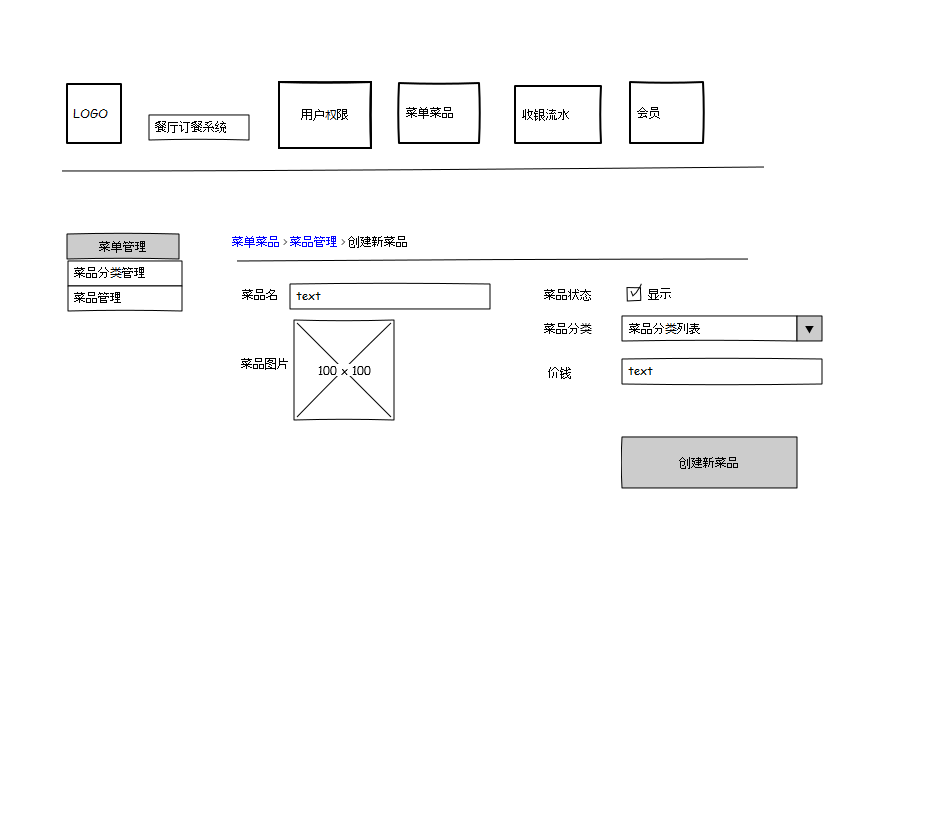 LOGO
餐厅订餐系统
用户权限
菜单菜品
收银流水
会员
菜单管理
菜品分类管理
菜品管理
菜单菜品 > 菜品管理 > 创建新菜品
菜品名
text
菜品图片
100 x 100
菜品状态
显示
菜品分类
菜品分类列表
价钱
text
创建新菜品